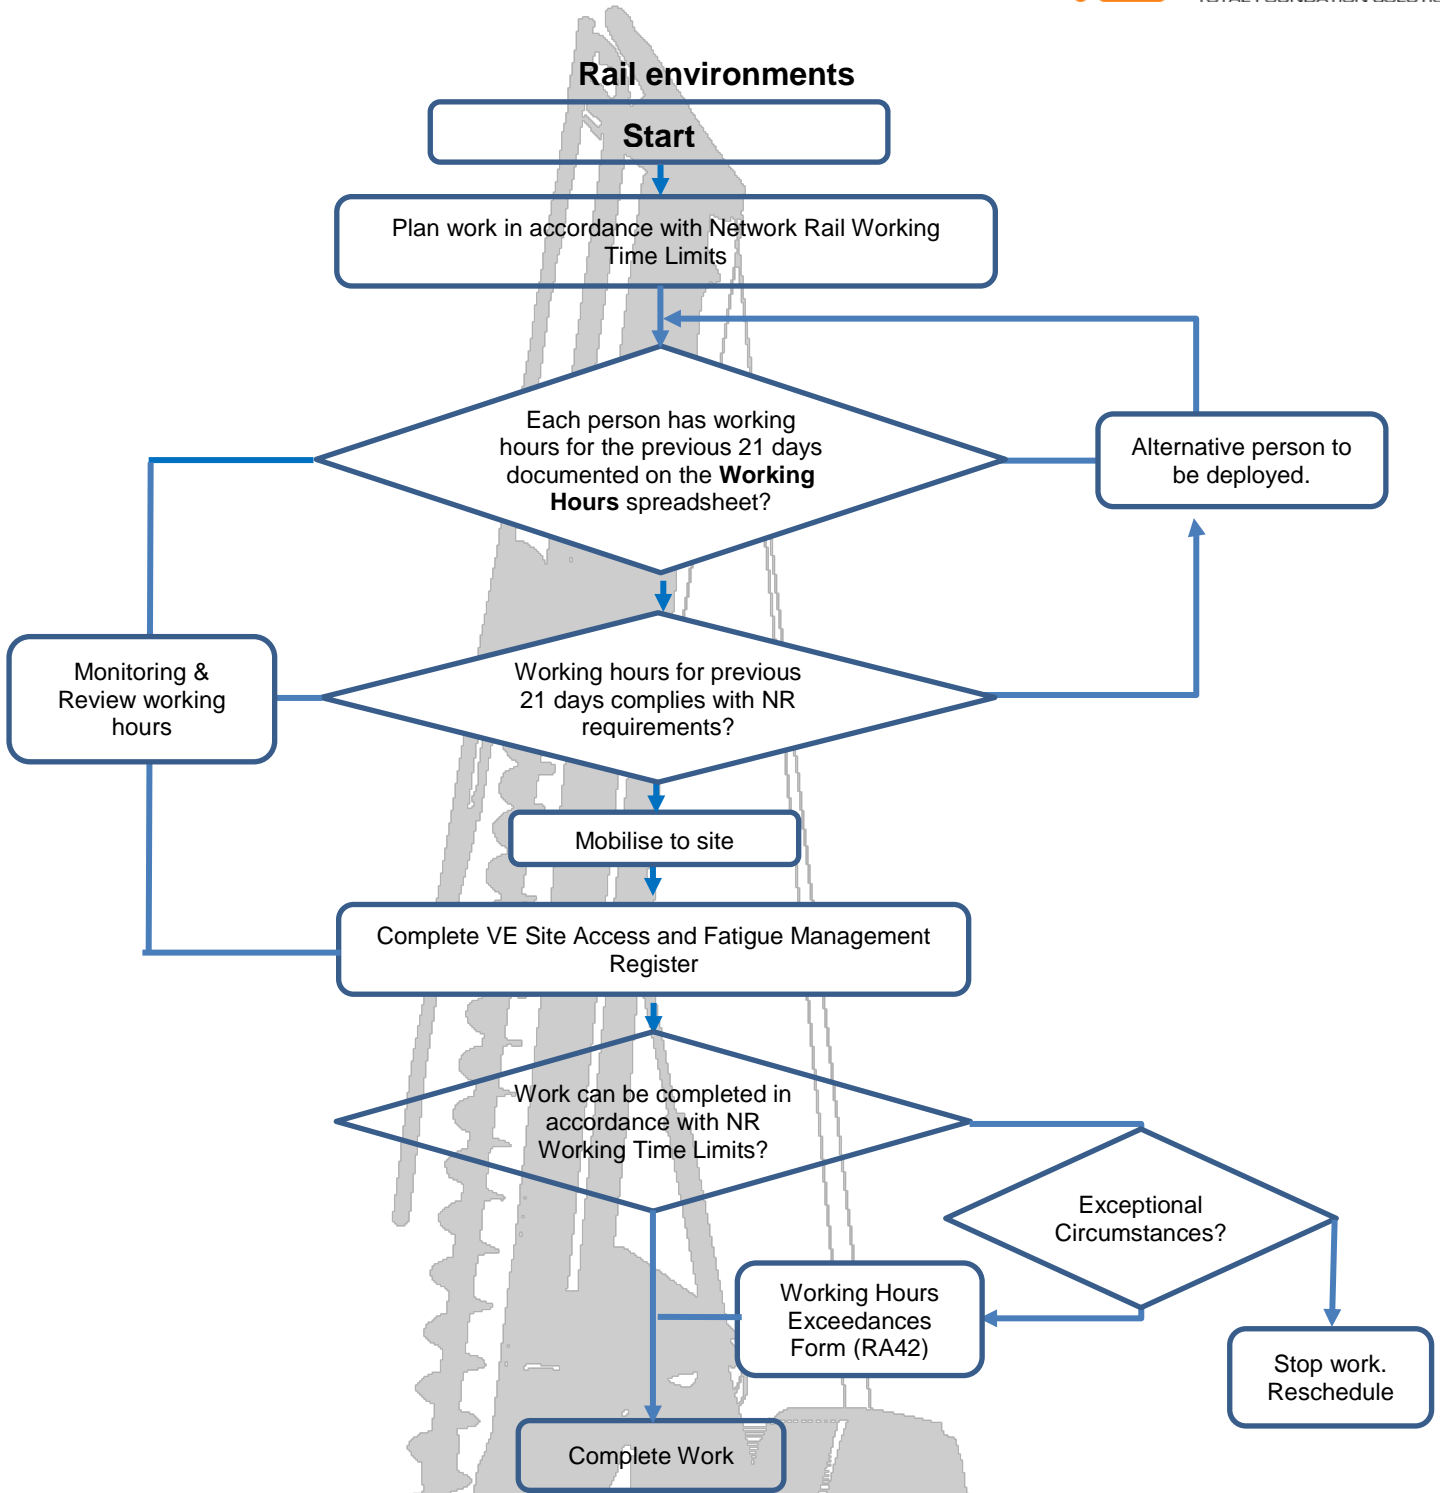 Rail environments
Start
Plan work in accordance with Network Rail Working
Time Limits
Each person has working
hours for the previous 21 days
documented on the Working
Hours spreadsheet?
Alternative person to
be deployed.
Monitoring &
Review working
hours
Working hours for previous
21 days complies with NR
requirements?
Mobilise to site
Complete VE Site Access and Fatigue Management
Register
Work can be completed in
accordance with NR
Working Time Limits?
Exceptional
Circumstances?
Working Hours
Exceedances
Form (RA42)
Stop work.
Reschedule
Complete Work